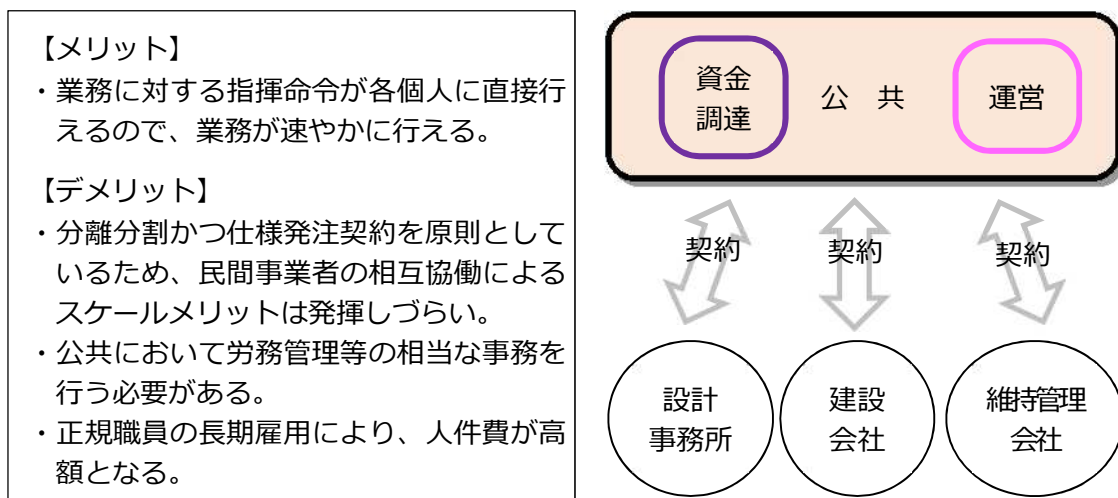 【メリット】
・業務に対する指揮命令が各個人に直接行
えるので、業務が速やかに行える。
【デメリット】
・分離分割かつ仕様発注契約を原則として
いるため、民間事業者の相互協働による
スケールメリットは発揮しづらい。
・公共において労務管理等の相当な事務を
行う必要がある。
・正規職員の長期雇用により、人件費が高
額となる。
資金
調達
公 共
運営
契約
契約
契約
設計
事務所
建設
会社
維持管理
会社